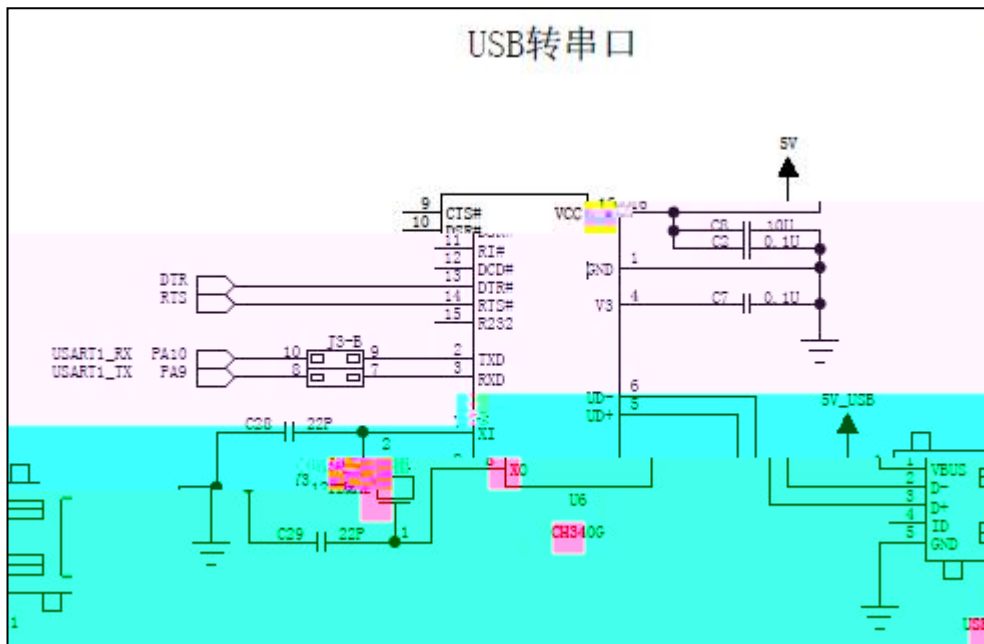 USB转串口
5V
9 CTS# VCC
10
C8 10U
11 C2 0.1U
12 RI#
13 DCD# GND 1
DTR DTR#
14
RTS RTS# V3 4 C7 0.1U
15 R232
J3-B
USART1_RX PA10 10 9 2 TXD
USART1_TX PA9 8 7 3 RXD
UD- 6
UD+ 5
5V_USB
C28 22P XI
2
XO 1 VBUS
2 D-
U6 3 D+
4 ID
C29 22P 1 CH340G 5 GND
1